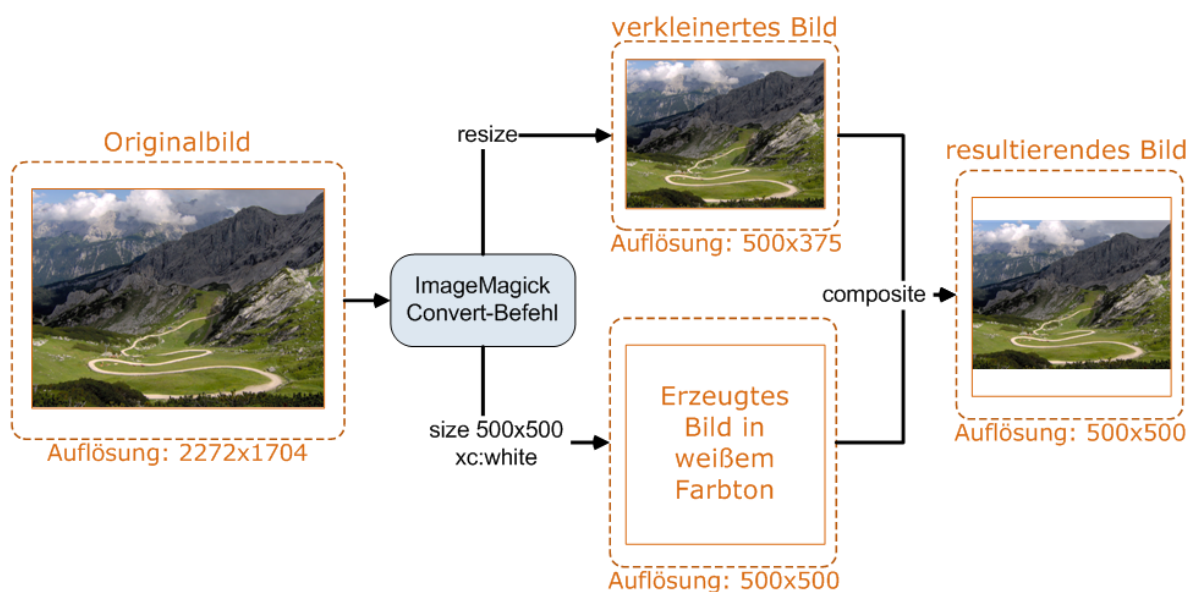 Originalbild
Auflösung: 2272x1704
ImageMagick
Convert-Befehl
resize
verkleinertes Bild
Auflösung: 500x375
size 500x500
xc:white
Erzeugtes
Bild in
weißem
Farbton
Auflösung: 500x500
composite
resultierendes Bild
Auflösung: 500x500